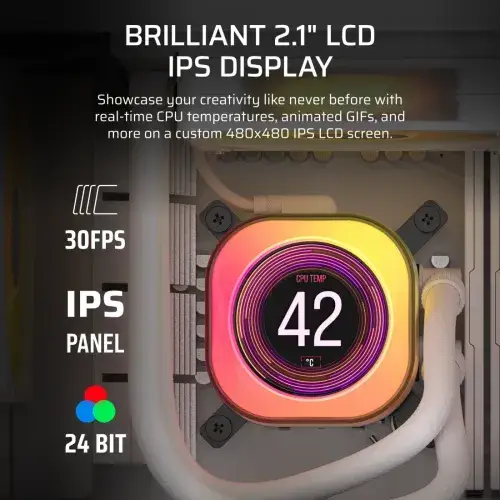 BRILLIANT 2.1" LCD
IPS DISPLAY
Showcase your creativity like never before with
real-time CPU temperatures, animated GIFs, and
more on a custom 480x480 IPS LCD screen.
30FPS
IPS
PANEL
24 BIT
CPU TEMP
42
°C